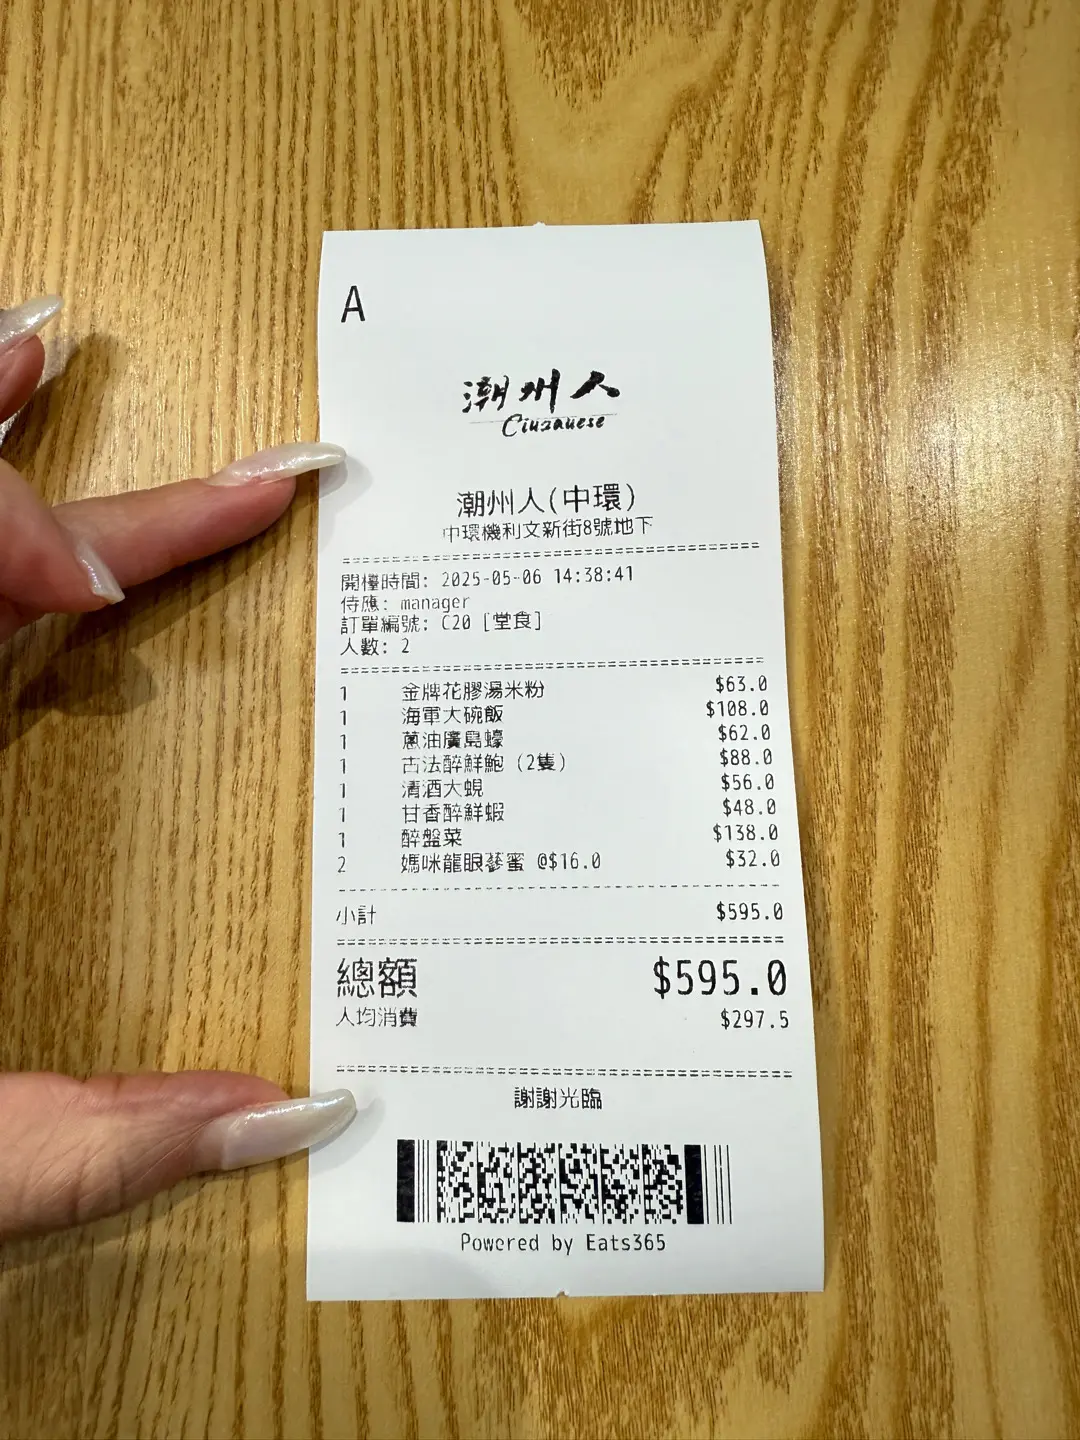 A
潮州人
Ciuzanese
潮州人(中環)
中環機利文新街8號地下
開檯時間: 2025-05-06 14:38:41
侍應: manager
訂單編號: C20 [堂食]
人數: 2
1 金牌花膠湯米粉 $63.0
1 海軍大碗飯 $108.0
1 蔥油廣島蠔 $62.0
1 古法醉鮮鮑 (2隻) $88.0
1 清酒大蜆 $56.0
1 甘香醉鮮蝦 $48.0
1 醉盤菜 $138.0
2 媽咪龍眼蔘蜜 @$16.0 $32.0
小計 $595.0
總額 $595.0
人均消費 $297.5
謝謝光臨
Powered by Eats365